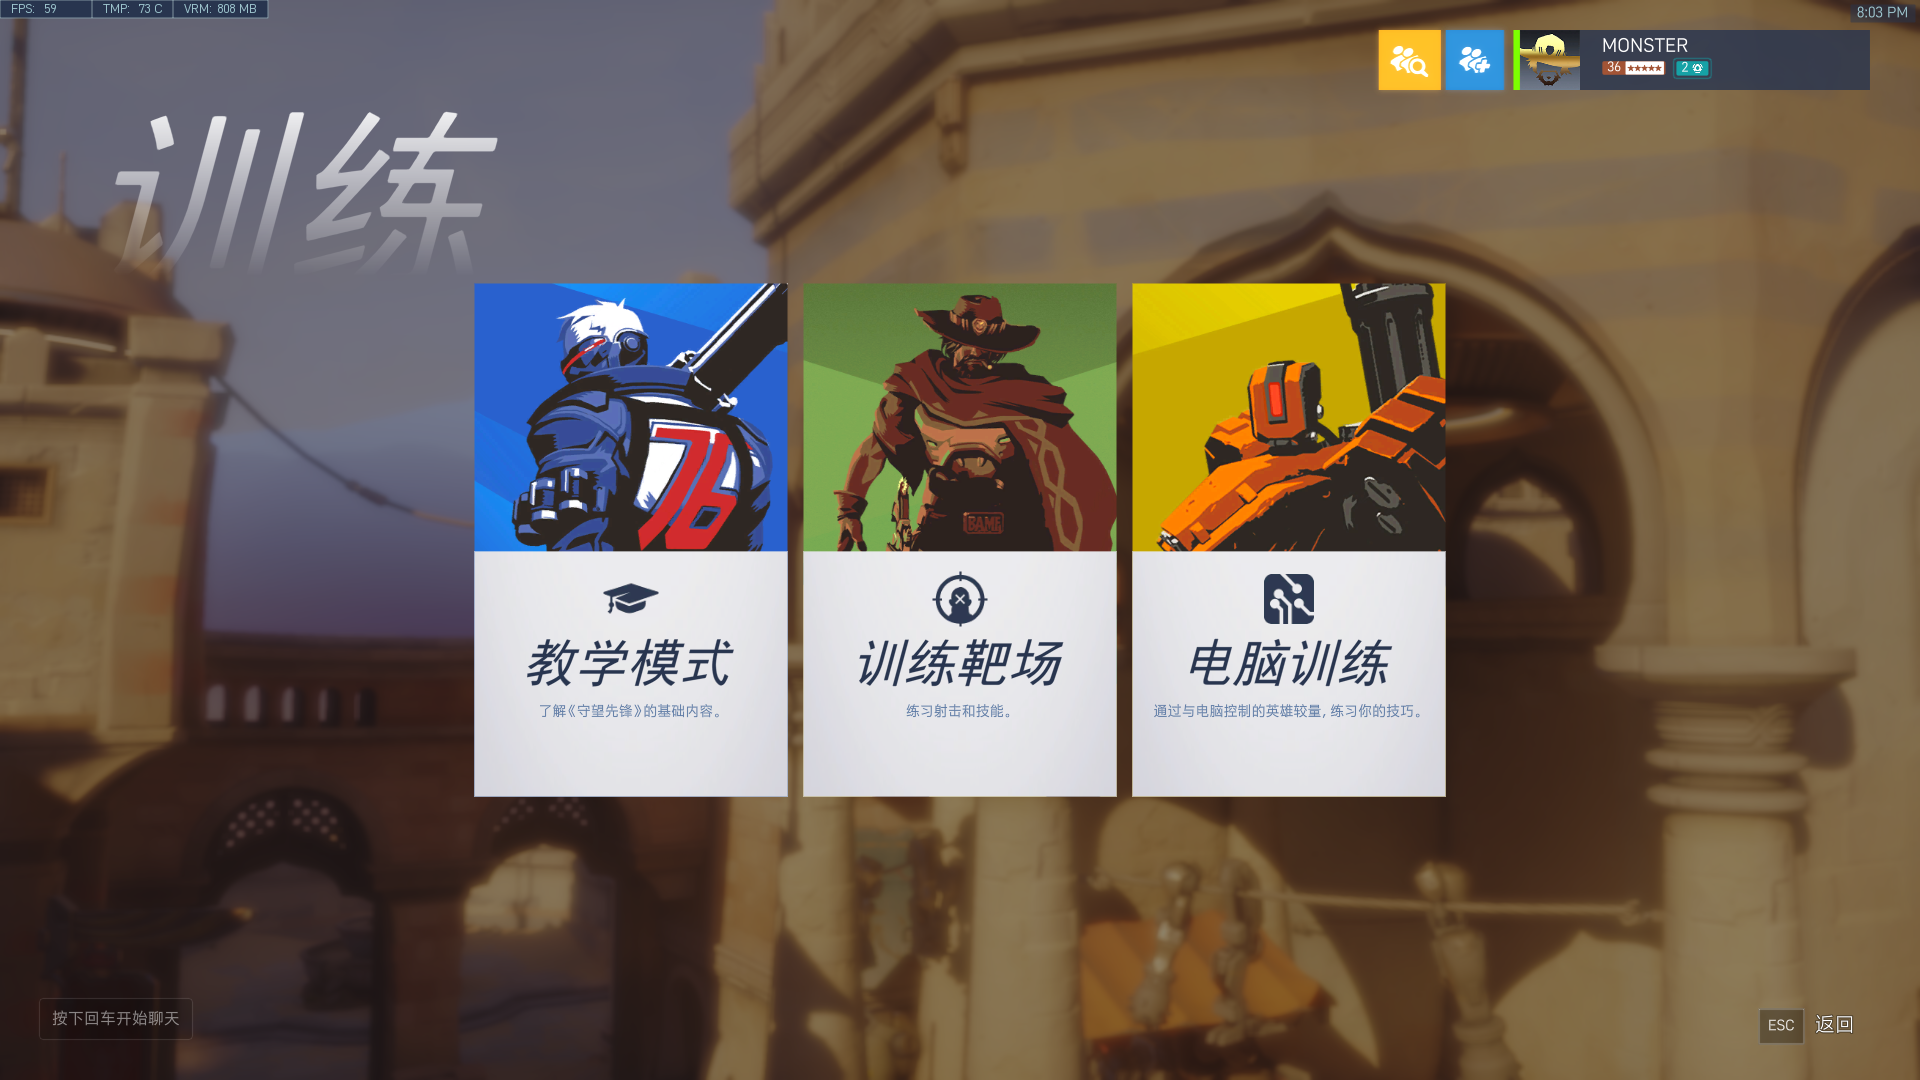 FPS: 59 TMP: 73 C VRM: 808 MB
8:03 PM
MONSTER
36 ★★★★★ 2
训练
76
BAMF
教学模式
了解《守望先锋》的基础内容。
训练靶场
练习射击和技能。
电脑训练
通过与电脑控制的英雄较量，练习你的技巧。
按下回车开始聊天
ESC 返回